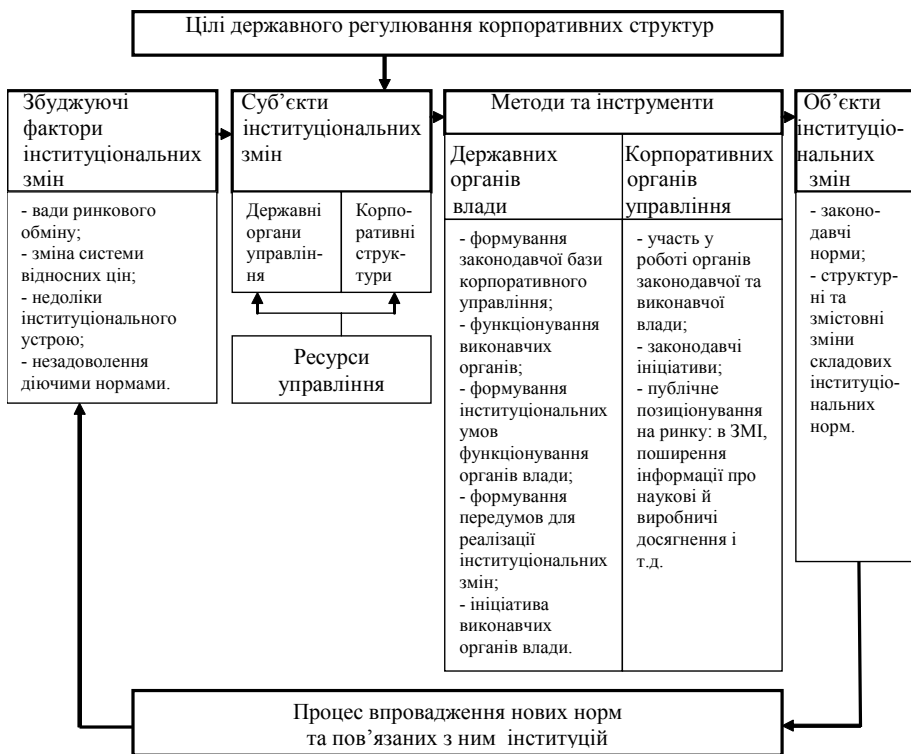 Цілі державного регулювання корпоративних структур
Збуджуючі
фактори
інституціональних
змін
- вади ринкового
обміну;
- зміна системи
відносних цін;
- недоліки
інституціонального
устрою;
- незадоволення
діючими нормами.
Суб’єкти
інституціональних
змін
Державні
органи
управлін-
ня
Корпо-
ративні
струк-
тури
Ресурси
управління
Методи та інструменти
Державних
органів
влади
- формування
законодавчої бази
корпоративного
управління;
- функціонування
виконавчих
органів;
- формування
інституціональних
умов
функціонування
органів влади;
- формування
передумов для
реалізації
інституціональних
змін;
- ініціатива
виконавчих
органів влади.
Корпоративних
органів
управління
- участь у
роботі органів
законодавчої та
виконавчої
влади;
- законодавчі
ініціативи;
- публічне
позиціонування
на ринку: в ЗМІ,
поширення
інформації про
наукові й
виробничі
досягнення і
т.д.
Об’єкти
інституціо-
нальних
змін
- законо-
давчі
норми;
- структур-
ні та
змістовні
зміни
складових
інституціо-
нальних
норм.
Процес впровадження нових норм
та пов’язаних з ним інституцій